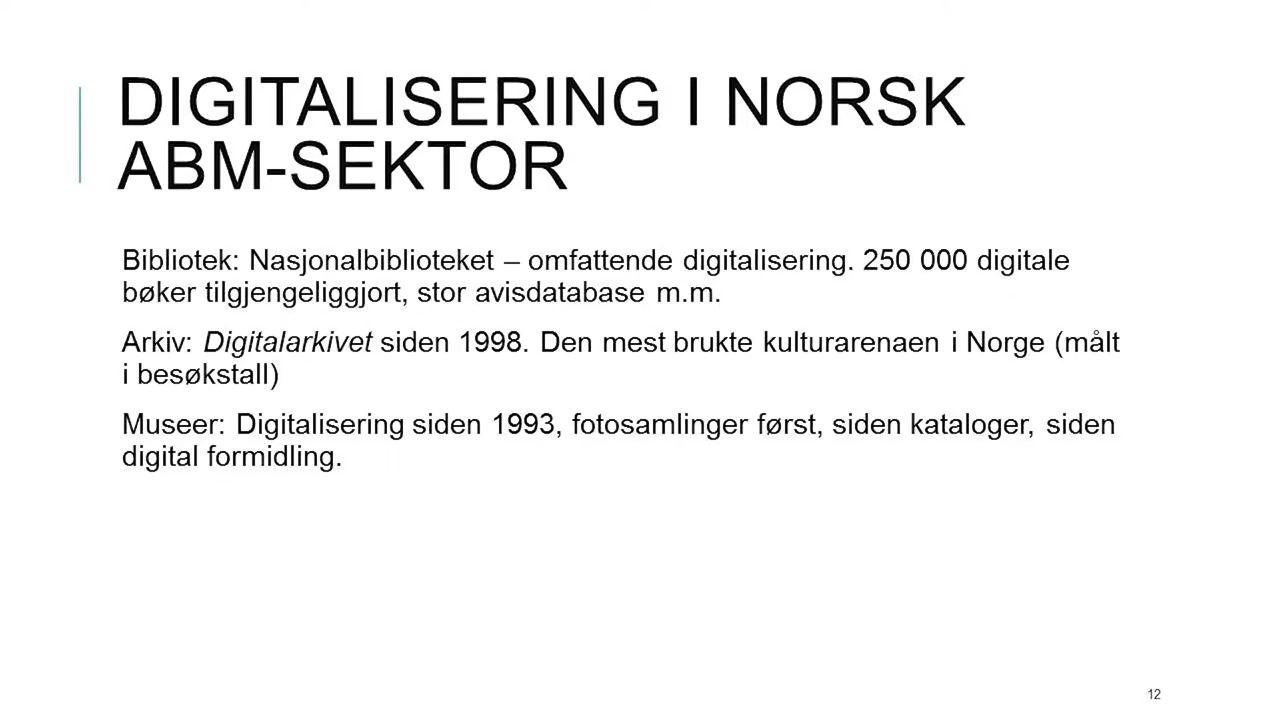 DIGITALISERING I NORSK
ABM-SEKTOR
Bibliotek: Nasjonalbiblioteket – omfattende digitalisering. 250 000 digitale
bøker tilgjengeliggjort, stor avisdatabase m.m.
Arkiv: Digitalarkivet siden 1998. Den mest brukte kulturarenaen i Norge (målt
i besøkstall)
Museer: Digitalisering siden 1993, fotosamlinger først, siden kataloger, siden
digital formidling.
12